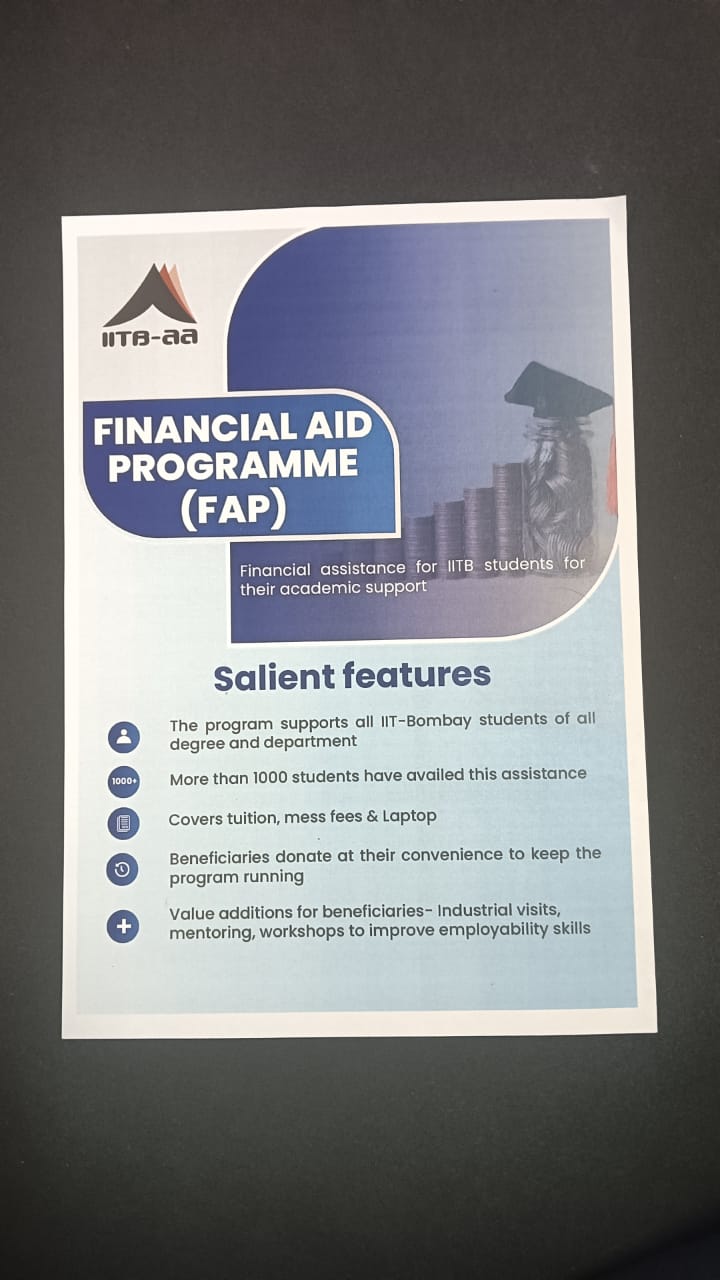 IITB-aa
FINANCIAL AID
PROGRAMME
(FAP)
Financial assistance for IITB students for
their academic support
Salient features
The program supports all IIT-Bombay students of all
degree and department
1000+
More than 1000 students have availed this assistance
Covers tuition, mess fees & Laptop
Beneficiaries donate at their convenience to keep the
program running
Value additions for beneficiaries- Industrial visits,
mentoring, workshops to improve employability skills